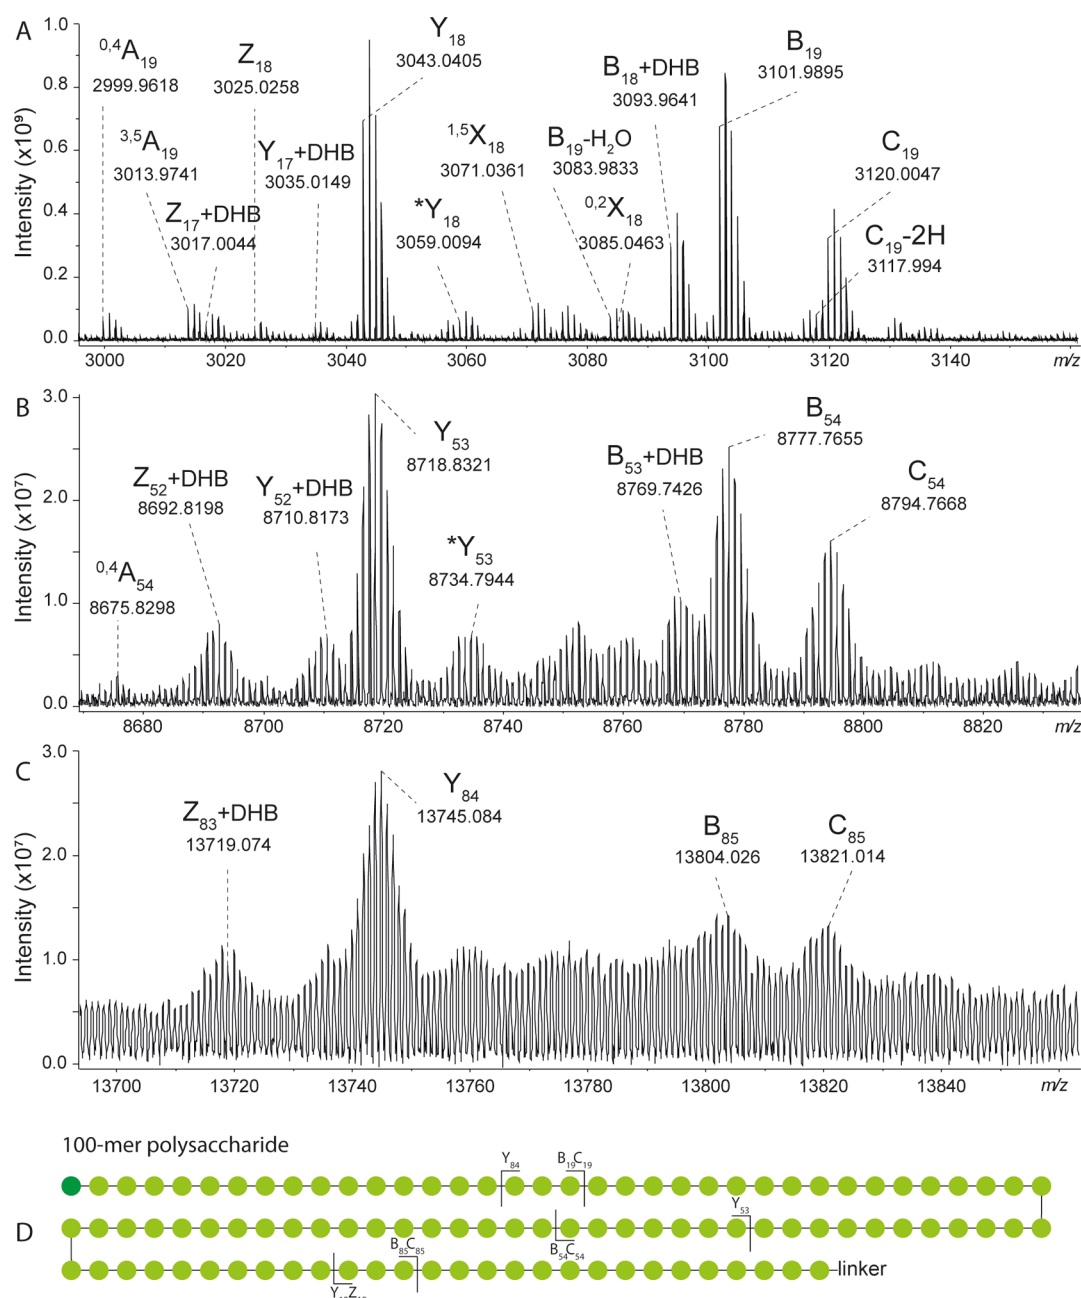 A
Intensity (x10⁹)
1.0
0.8
0.6
0.4
0.2
0.0
0,4A19
2999.9618
3,5A19
3013.9741
Z17+DHB
3017.0044
Z18
3025.0258
Y17+DHB
3035.0149
Y18
3043.0405
*Y18
3059.0094
1,5X18
3071.0361
B19-H2O
3083.9833
0,2X18
3085.0463
B18+DHB
3093.9641
B19
3101.9895
C19
3120.0047
C19-2H
3117.994
3000 3020 3040 3060 3080 3100 3120 3140 m/z
B
Intensity (x10⁷)
3.0
2.0
1.0
0.0
0,4A54
8675.8298
Z52+DHB
8692.8198
Y52+DHB
8710.8173
Y53
8718.8321
*Y53
8734.7944
B53+DHB
8769.7426
B54
8777.7655
C54
8794.7668
8680 8700 8720 8740 8760 8780 8800 8820 m/z
C
Intensity (x10⁷)
3.0
2.0
1.0
0.0
Z83+DHB
13719.074
Y84
13745.084
B85
13804.026
C85
13821.014
13700 13720 13740 13760 13780 13800 13820 13840 m/z
100-mer polysaccharide
Y84 B19C19
D
Y53
B54C54
B85C85
linker